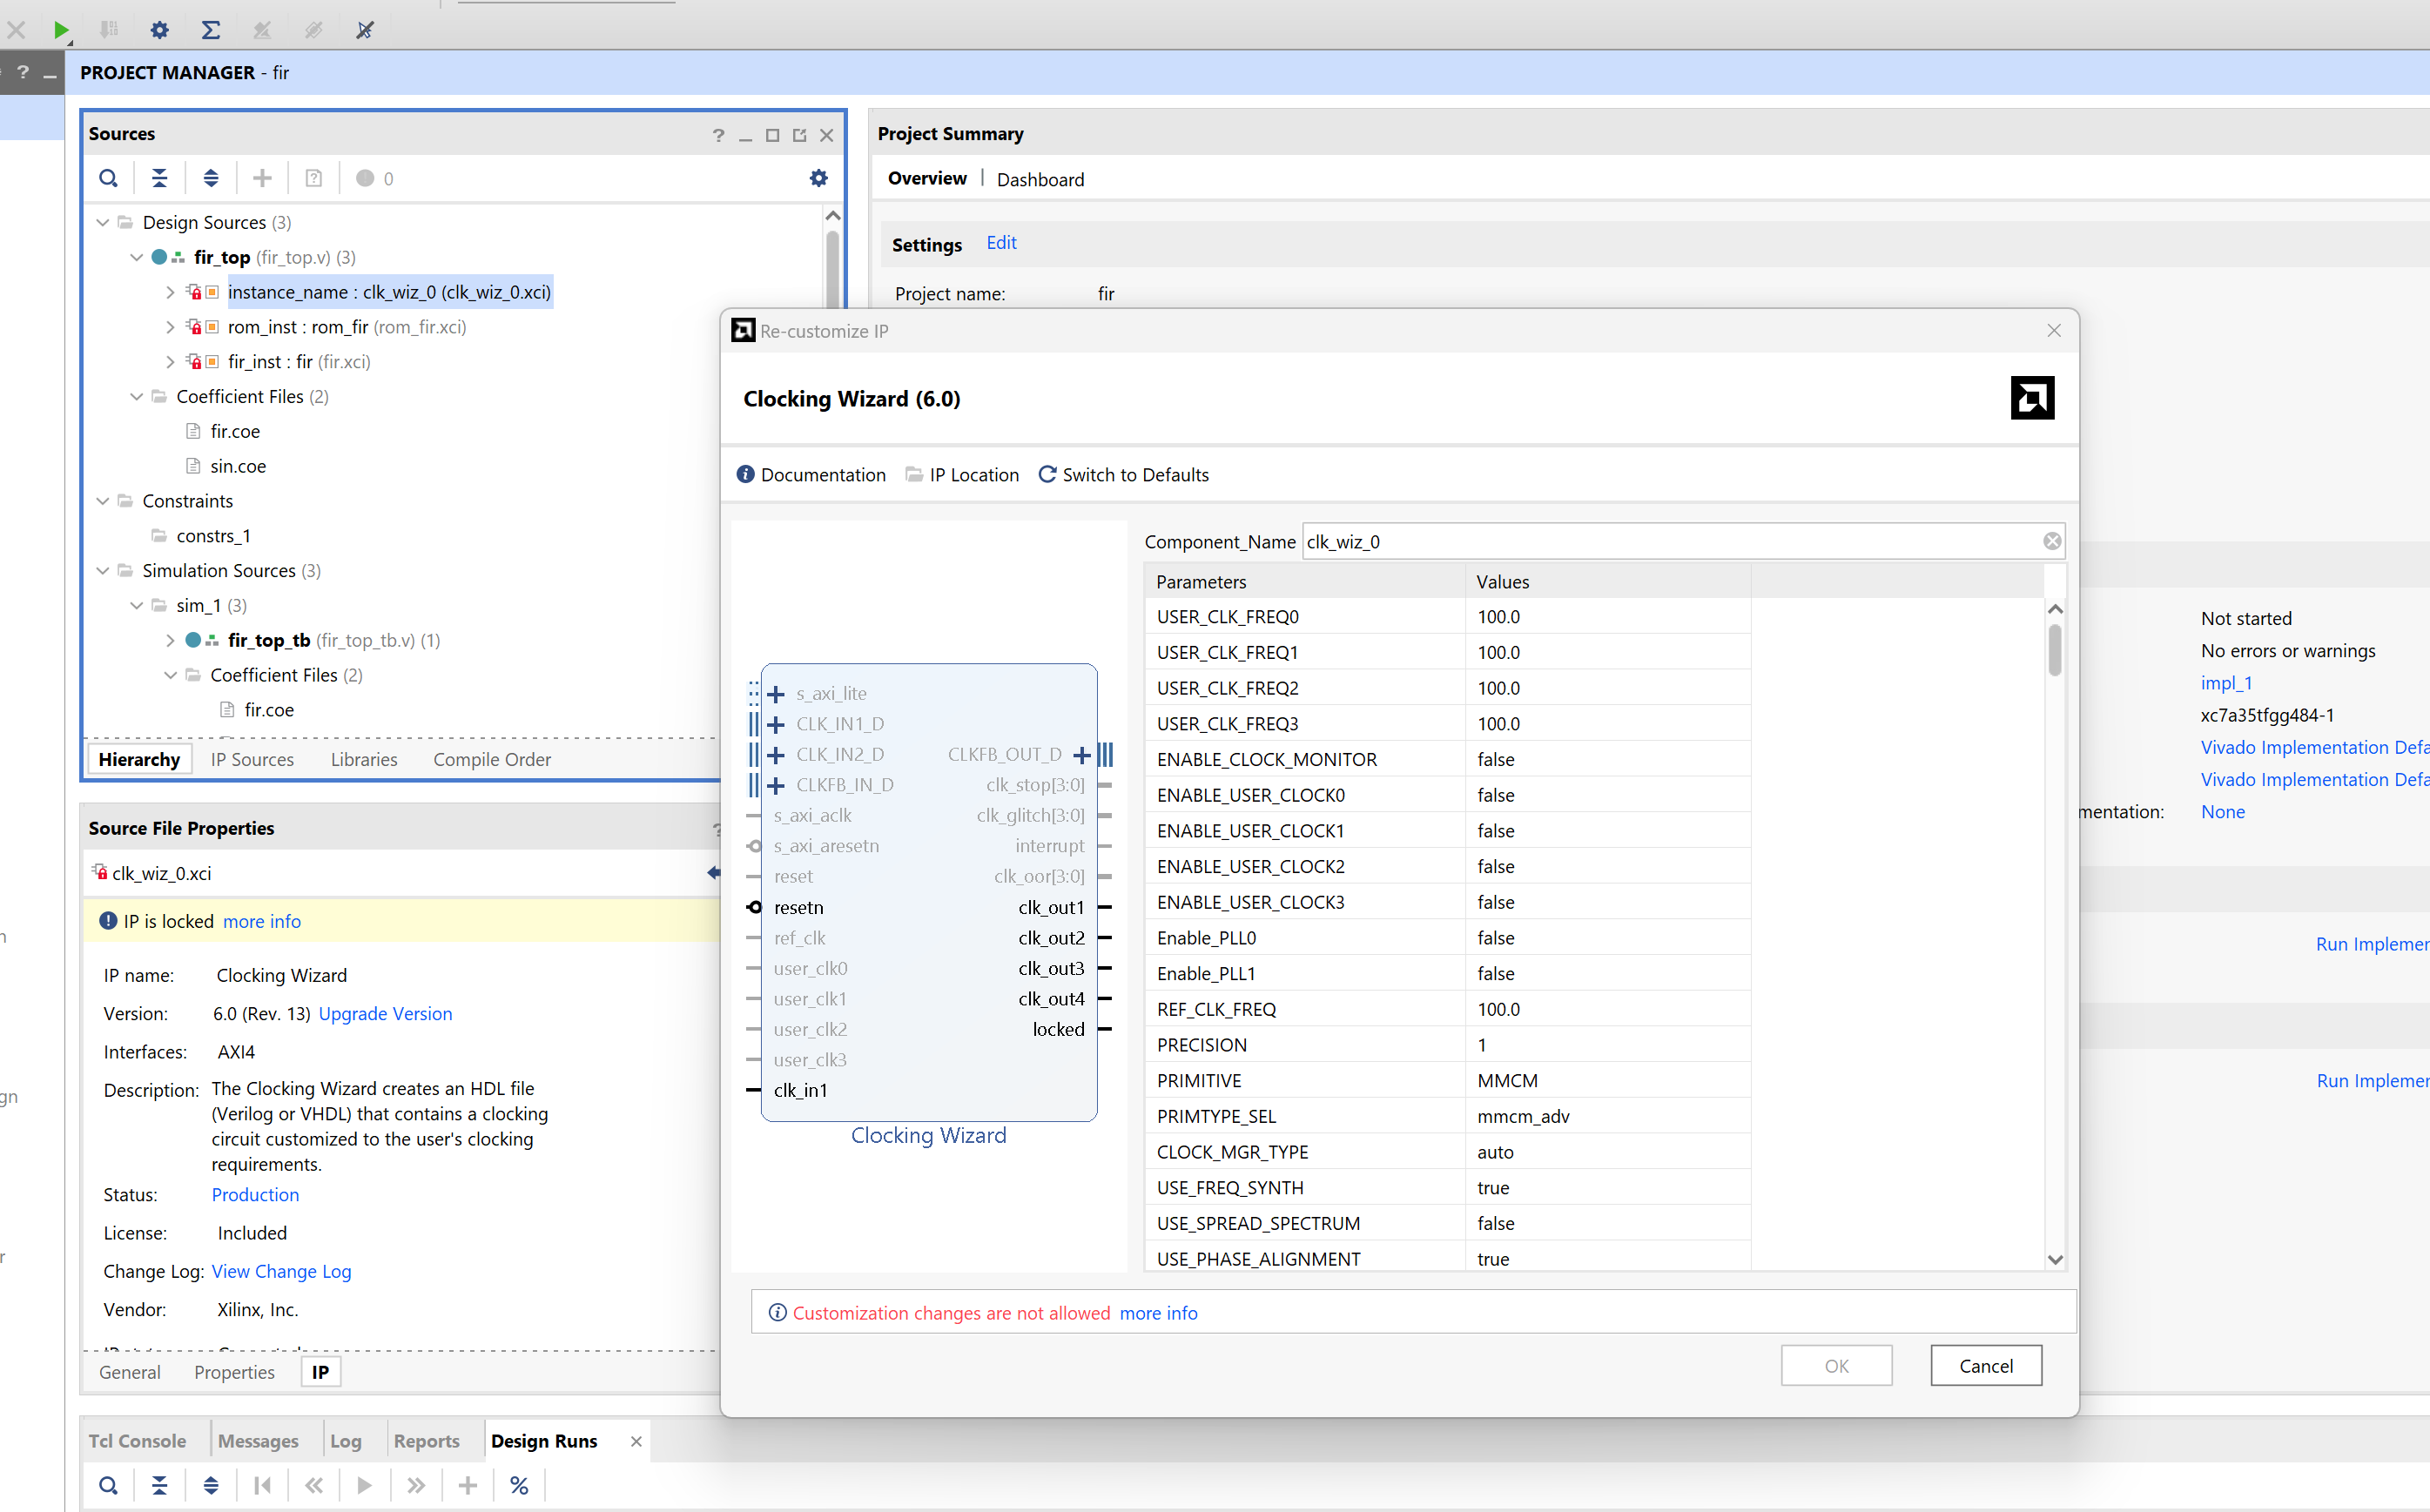 PROJECT MANAGER - fir
Sources
0
Design Sources (3)
fir_top (fir_top.v) (3)
instance_name : clk_wiz_0 (clk_wiz_0.xci)
rom_inst : rom_fir (rom_fir.xci)
fir_inst : fir (fir.xci)
Coefficient Files (2)
fir.coe
sin.coe
Constraints
constrs_1
Simulation Sources (3)
sim_1 (3)
fir_top_tb (fir_top_tb.v) (1)
Coefficient Files (2)
fir.coe
Hierarchy IP Sources Libraries Compile Order
Source File Properties
clk_wiz_0.xci
IP is locked more info
IP name: Clocking Wizard
Version: 6.0 (Rev. 13) Upgrade Version
Interfaces: AXI4
Description: The Clocking Wizard creates an HDL file
(Verilog or VHDL) that contains a clocking
circuit customized to the user's clocking
requirements.
Status: Production
License: Included
Change Log: View Change Log
Vendor: Xilinx, Inc.
General Properties IP
Tcl Console Messages Log Reports Design Runs
Project Summary
Overview | Dashboard
Settings Edit
Project name: fir
Re-customize IP
Clocking Wizard (6.0)
Documentation IP Location Switch to Defaults
s_axi_lite
CLK_IN1_D
CLK_IN2_D CLKFB_OUT_D
CLKFB_IN_D clk_stop[3:0]
s_axi_aclk clk_glitch[3:0]
s_axi_aresetn interrupt
reset clk_oor[3:0]
resetn clk_out1
ref_clk clk_out2
user_clk0 clk_out3
user_clk1 clk_out4
user_clk2 locked
user_clk3
clk_in1
Clocking Wizard
Component_Name clk_wiz_0
Parameters Values
USER_CLK_FREQ0 100.0
USER_CLK_FREQ1 100.0
USER_CLK_FREQ2 100.0
USER_CLK_FREQ3 100.0
ENABLE_CLOCK_MONITOR false
ENABLE_USER_CLOCK0 false
ENABLE_USER_CLOCK1 false
ENABLE_USER_CLOCK2 false
ENABLE_USER_CLOCK3 false
Enable_PLL0 false
Enable_PLL1 false
REF_CLK_FREQ 100.0
PRECISION 1
PRIMITIVE MMCM
PRIMTYPE_SEL mmcm_adv
CLOCK_MGR_TYPE auto
USE_FREQ_SYNTH true
USE_SPREAD_SPECTRUM false
USE_PHASE_ALIGNMENT true
Customization changes are not allowed more info
OK Cancel
Not started
No errors or warnings
impl_1
xc7a35tfgg484-1
Vivado Implementation Defa
Vivado Implementation Defa
mentation: None
Run Implemen
Run Implemen